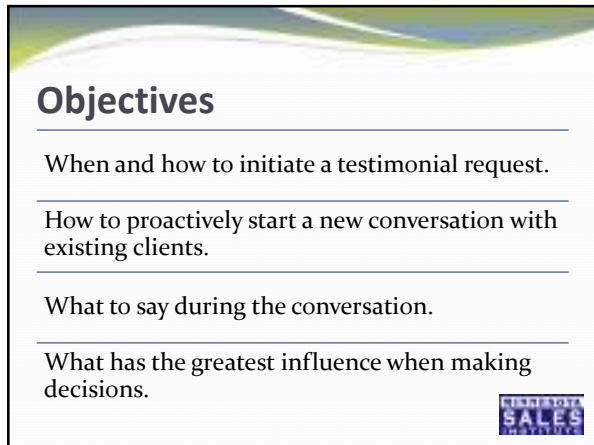 Objectives
When and how to initiate a testimonial request.
How to proactively start a new conversation with
existing clients.
What to say during the conversation.
What has the greatest influence when making
decisions.
SALES
INSTITUTE